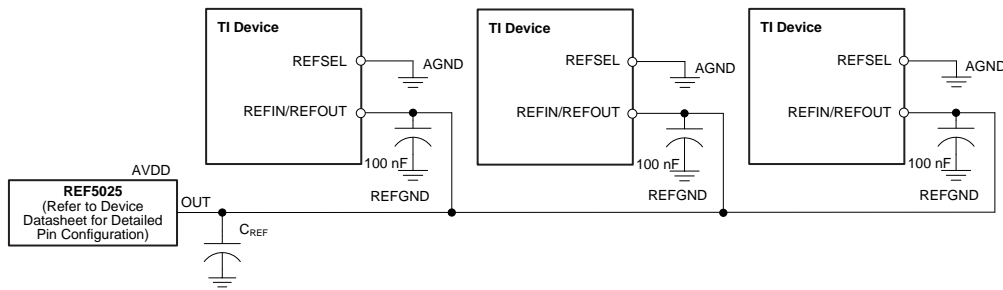 TI Device
REFSEL
AGND
REFIN/REFOUT
100 nF
REFGND
TI Device
REFSEL
AGND
REFIN/REFOUT
100 nF
REFGND
TI Device
REFSEL
AGND
REFIN/REFOUT
100 nF
REFGND
AVDD
REF5025
(Refer to Device
Datasheet for Detailed
Pin Configuration)
OUT
CREF